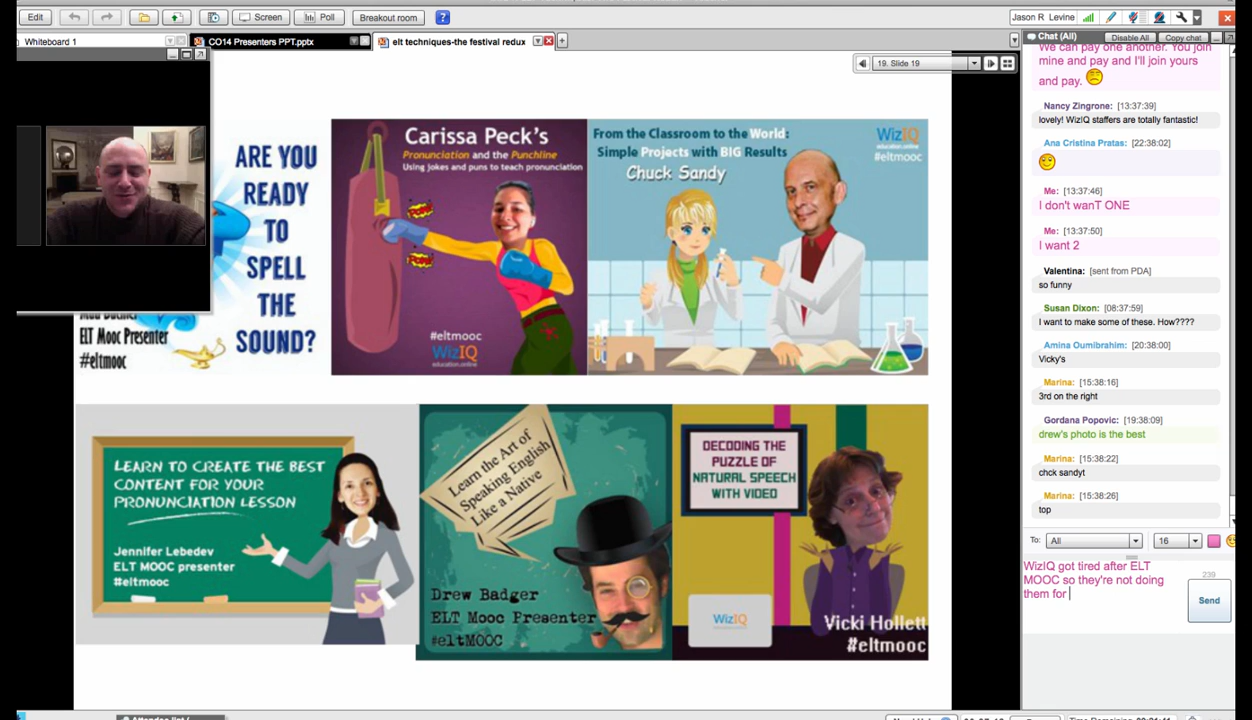 Edit
Screen
Poll
Breakout room
?
Jason R Levine
Whiteboard 1
CO14 Presenters PPT.pptx
elt techniques-the festival redux
19. Slide 19
ARE YOU
READY
TO
SPELL
THE
SOUND?
ELT Mooc Presenter
#eltmooc
Carissa Peck's
Pronunciation and the Punchline
Using jokes and puns to teach pronunciation
#eltmooc
WizIQ
education.online
From the Classroom to the World:
Simple Projects with BIG Results
Chuck Sandy
WizIQ
education.online
#eltmooc
LEARN TO CREATE THE BEST
CONTENT FOR YOUR
PRONUNCIATION LESSON
Jennifer Lebedev
ELT MOOC presenter
#eltmooc
Learn the Art of
Speaking English
Like a Native
Drew Badger
ELT Mooc Presenter
#eltMOOC
DECODING THE
PUZZLE OF
NATURAL SPEECH
WITH VIDEO
WizIQ
Vicki Hollett
#eltmooc
Chat (All)
Disable All
Copy chat
We can pay one another. You join
mine and pay and I'll join yours
and pay.
Nancy Zingrone: [13:37:39]
lovely! WizIQ staffers are totally fantastic!
Ana Cristina Pratas: [22:38:02]
Me: [13:37:46]
I don't wanT ONE
Me: [13:37:50]
I want 2
Valentina: [sent from PDA]
so funny
Susan Dixon: [08:37:59]
I want to make some of these. How????
Amina Oumibrahim: [20:38:00]
Vicky's
Marina: [15:38:16]
3rd on the right
Gordana Popovic: [19:38:09]
drew's photo is the best
Marina: [15:38:22]
chck sandyt
Marina: [15:38:26]
top
To: All
16
WizIQ got tired after ELT
MOOC so they're not doing
them for
239
Send